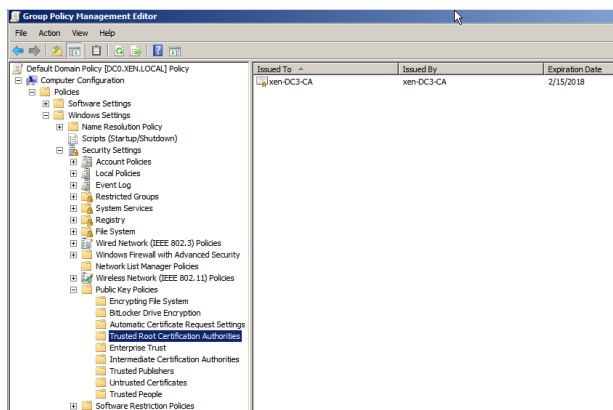 Group Policy Management Editor
File Action View Help
Default Domain Policy [DC0.XEN.LOCAL] Policy
Computer Configuration
Policies
Software Settings
Windows Settings
Name Resolution Policy
Scripts (Startup/Shutdown)
Security Settings
Account Policies
Local Policies
Event Log
Restricted Groups
System Services
Registry
File System
Wired Network (IEEE 802.3) Policies
Windows Firewall with Advanced Security
Network List Manager Policies
Wireless Network (IEEE 802.11) Policies
Public Key Policies
Encrypting File System
BitLocker Drive Encryption
Automatic Certificate Request Settings
Trusted Root Certification Authorities
Enterprise Trust
Intermediate Certification Authorities
Trusted Publishers
Untrusted Certificates
Trusted People
Software Restriction Policies
Issued To Issued By Expiration Date
xen-DC3-CA xen-DC3-CA 2/15/2018